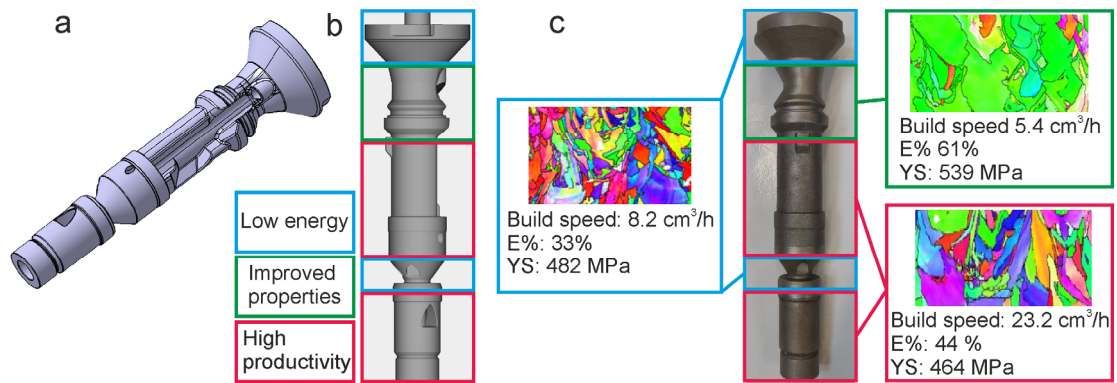 a
b
c
Low energy
Improved
properties
High
productivity
Build speed: 8.2 cm³/h
E%: 33%
YS: 482 MPa
Build speed 5.4 cm³/h
E% 61%
YS: 539 MPa
Build speed: 23.2 cm³/h
E%: 44 %
YS: 464 MPa